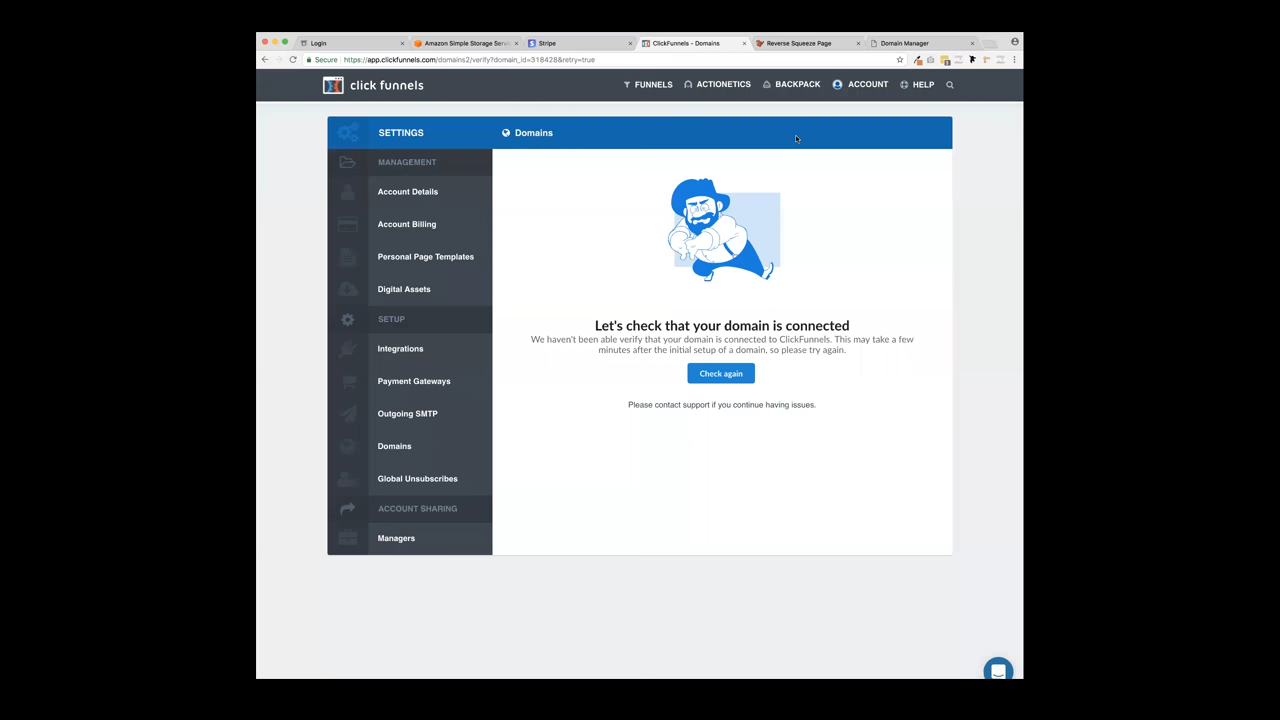 Login
Amazon Simple Storage Serv
Stripe
ClickFunnels - Domains
Reverse Squeeze Page
Domain Manager
Secure https://app.clickfunnels.com/domains2/verify?domain_id=318428&retry=true
click funnels
FUNNELS
ACTIONETICS
BACKPACK
ACCOUNT
HELP
SETTINGS
Domains
MANAGEMENT
Account Details
Account Billing
Personal Page Templates
Digital Assets
SETUP
Integrations
Payment Gateways
Outgoing SMTP
Domains
Global Unsubscribes
ACCOUNT SHARING
Managers
Let's check that your domain is connected
We haven't been able verify that your domain is connected to ClickFunnels. This may take a few
minutes after the initial setup of a domain, so please try again.
Check again
Please contact support if you continue having issues.